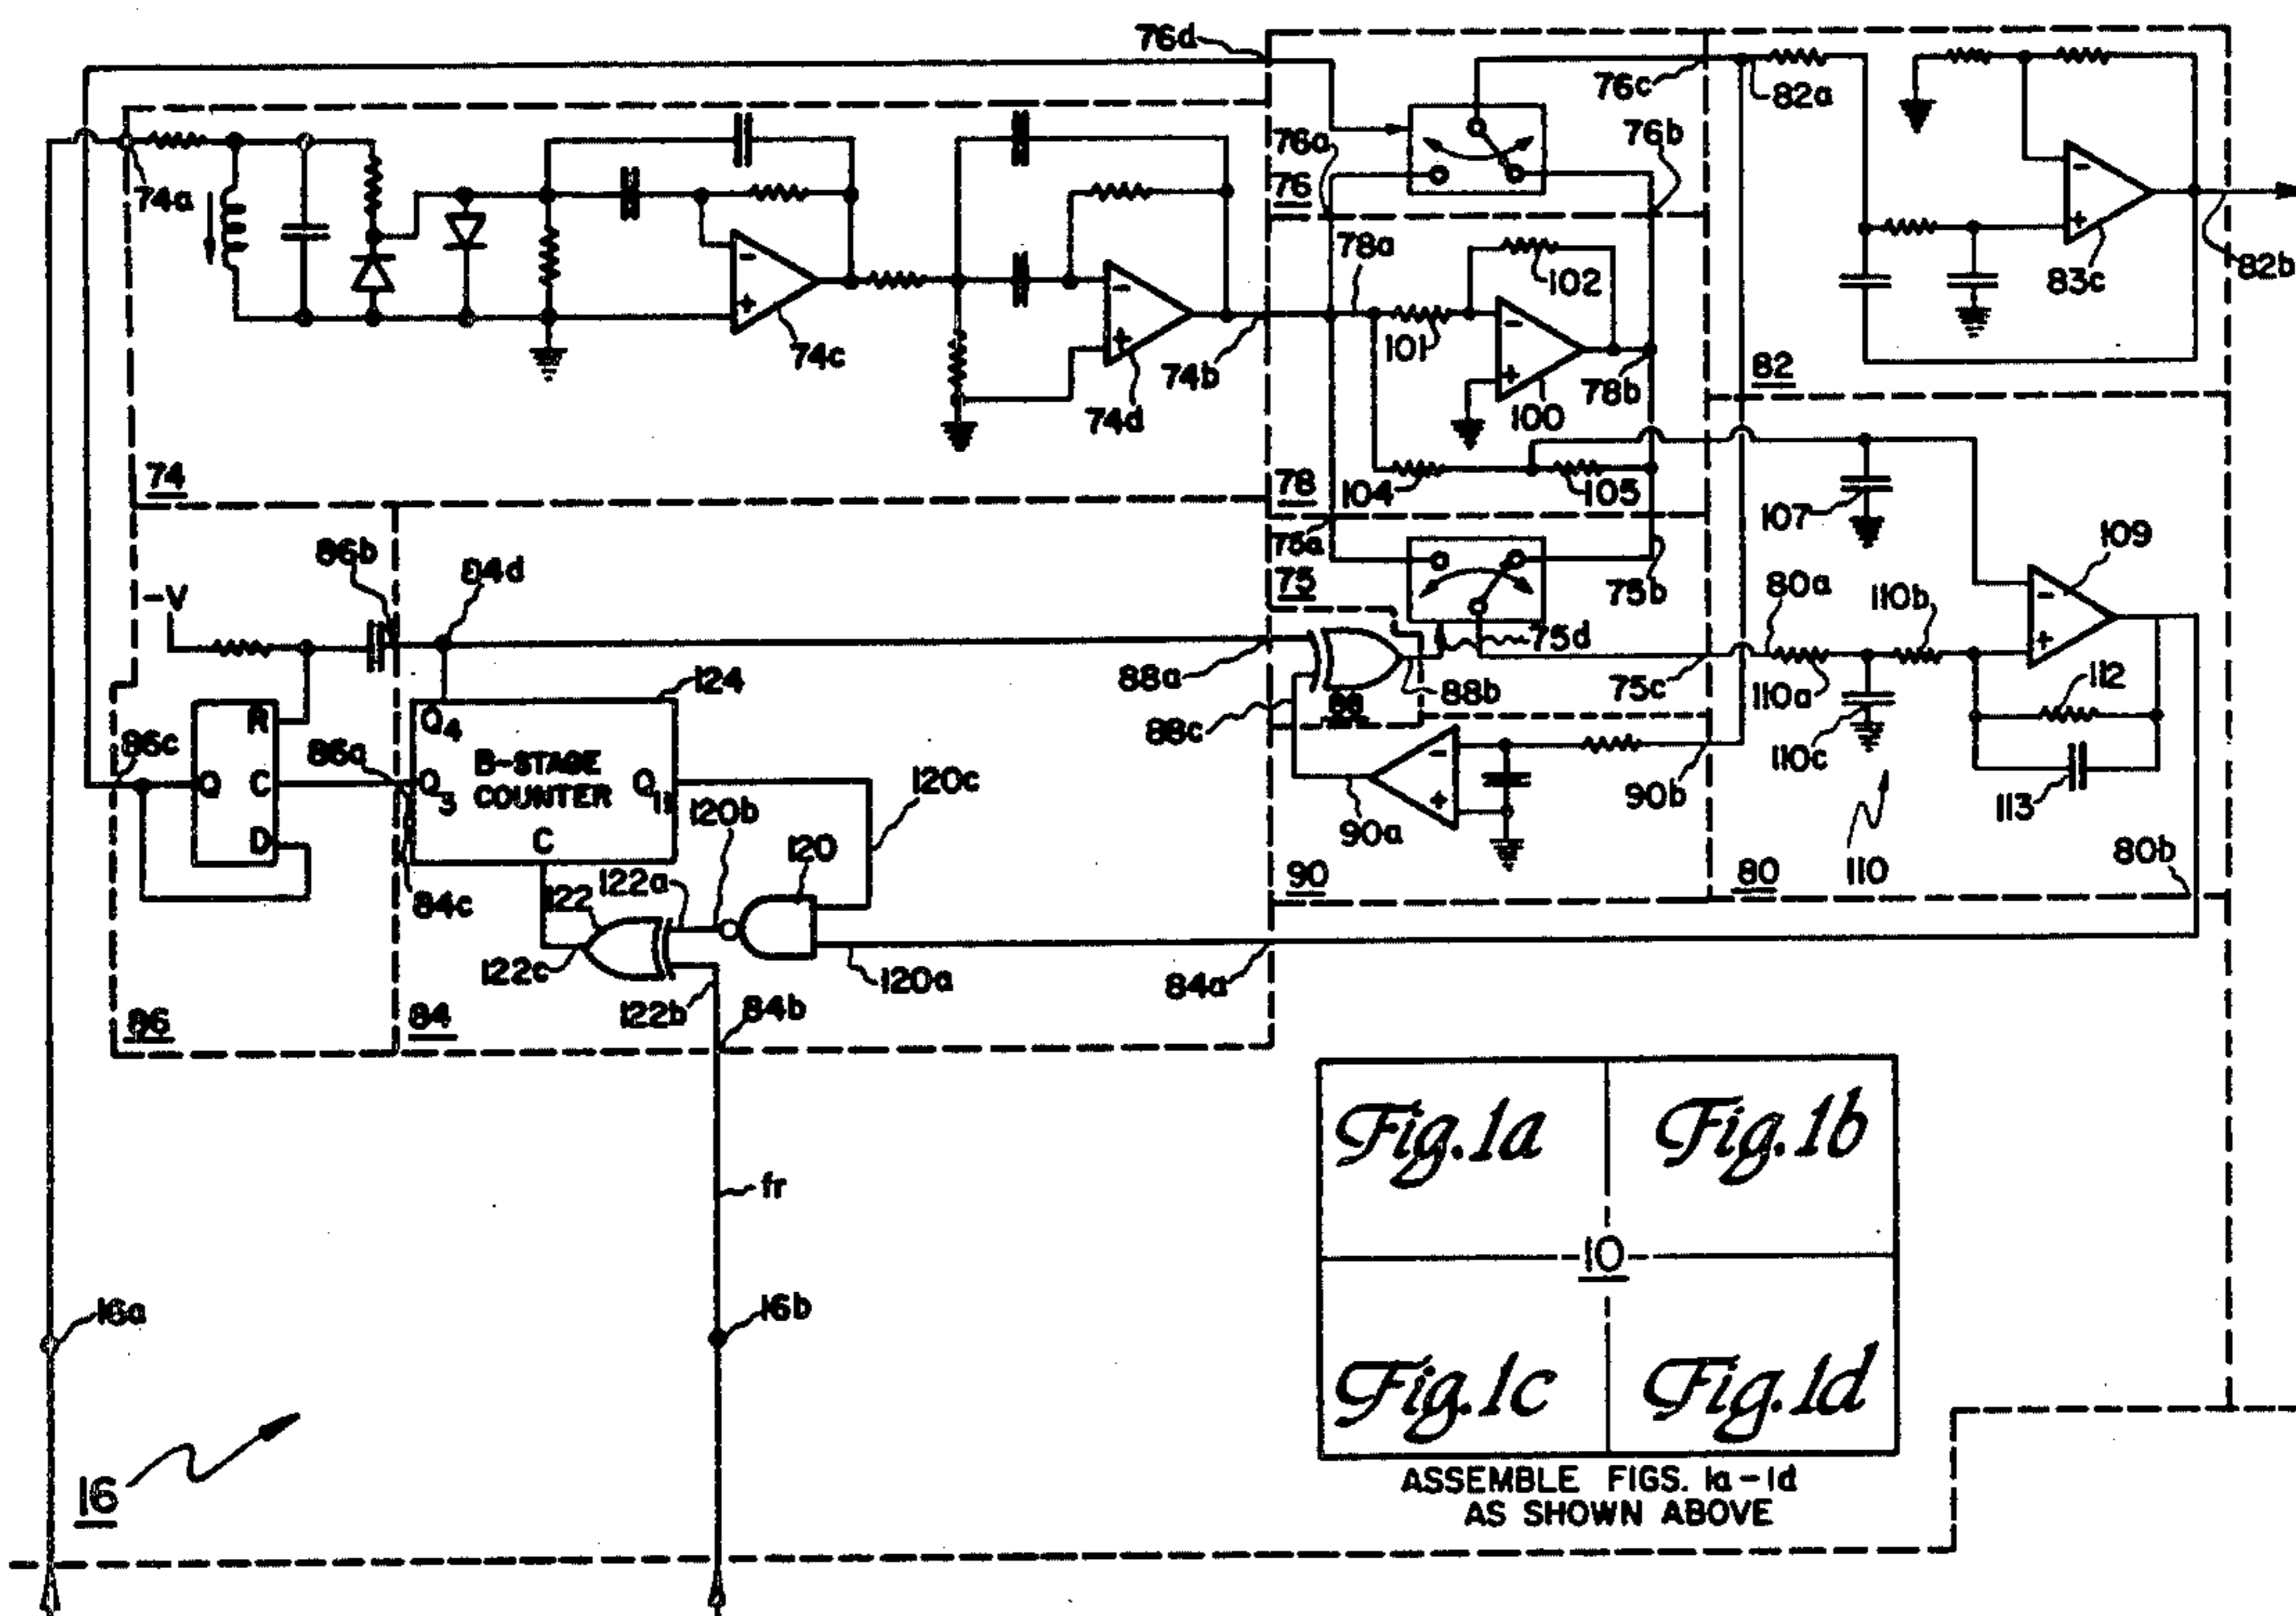 76d
76c
82a
76a
76
76b
74a
78a
102
83c
82b
74c
74b
101
78b
82
74d
100
74
78
104
105
107
75a
109
86b
84d
75
-V
75b
80a
110b
88a
75d
124
75c
110a
112
88
88b
88c
86c
R
86a
Q4
Q C
Q3
B-STAGE
COUNTER
Q11
120c
110c
D
C
120b
90b
113
90a
122a
120
80b
84c
122
90
80
110
122c
120a
122b
84b
84a
86
84
fr
Fig.1a
Fig.1b
10
16a
16b
Fig.1c
Fig.1d
16
ASSEMBLE FIGS. 1a-1d
AS SHOWN ABOVE